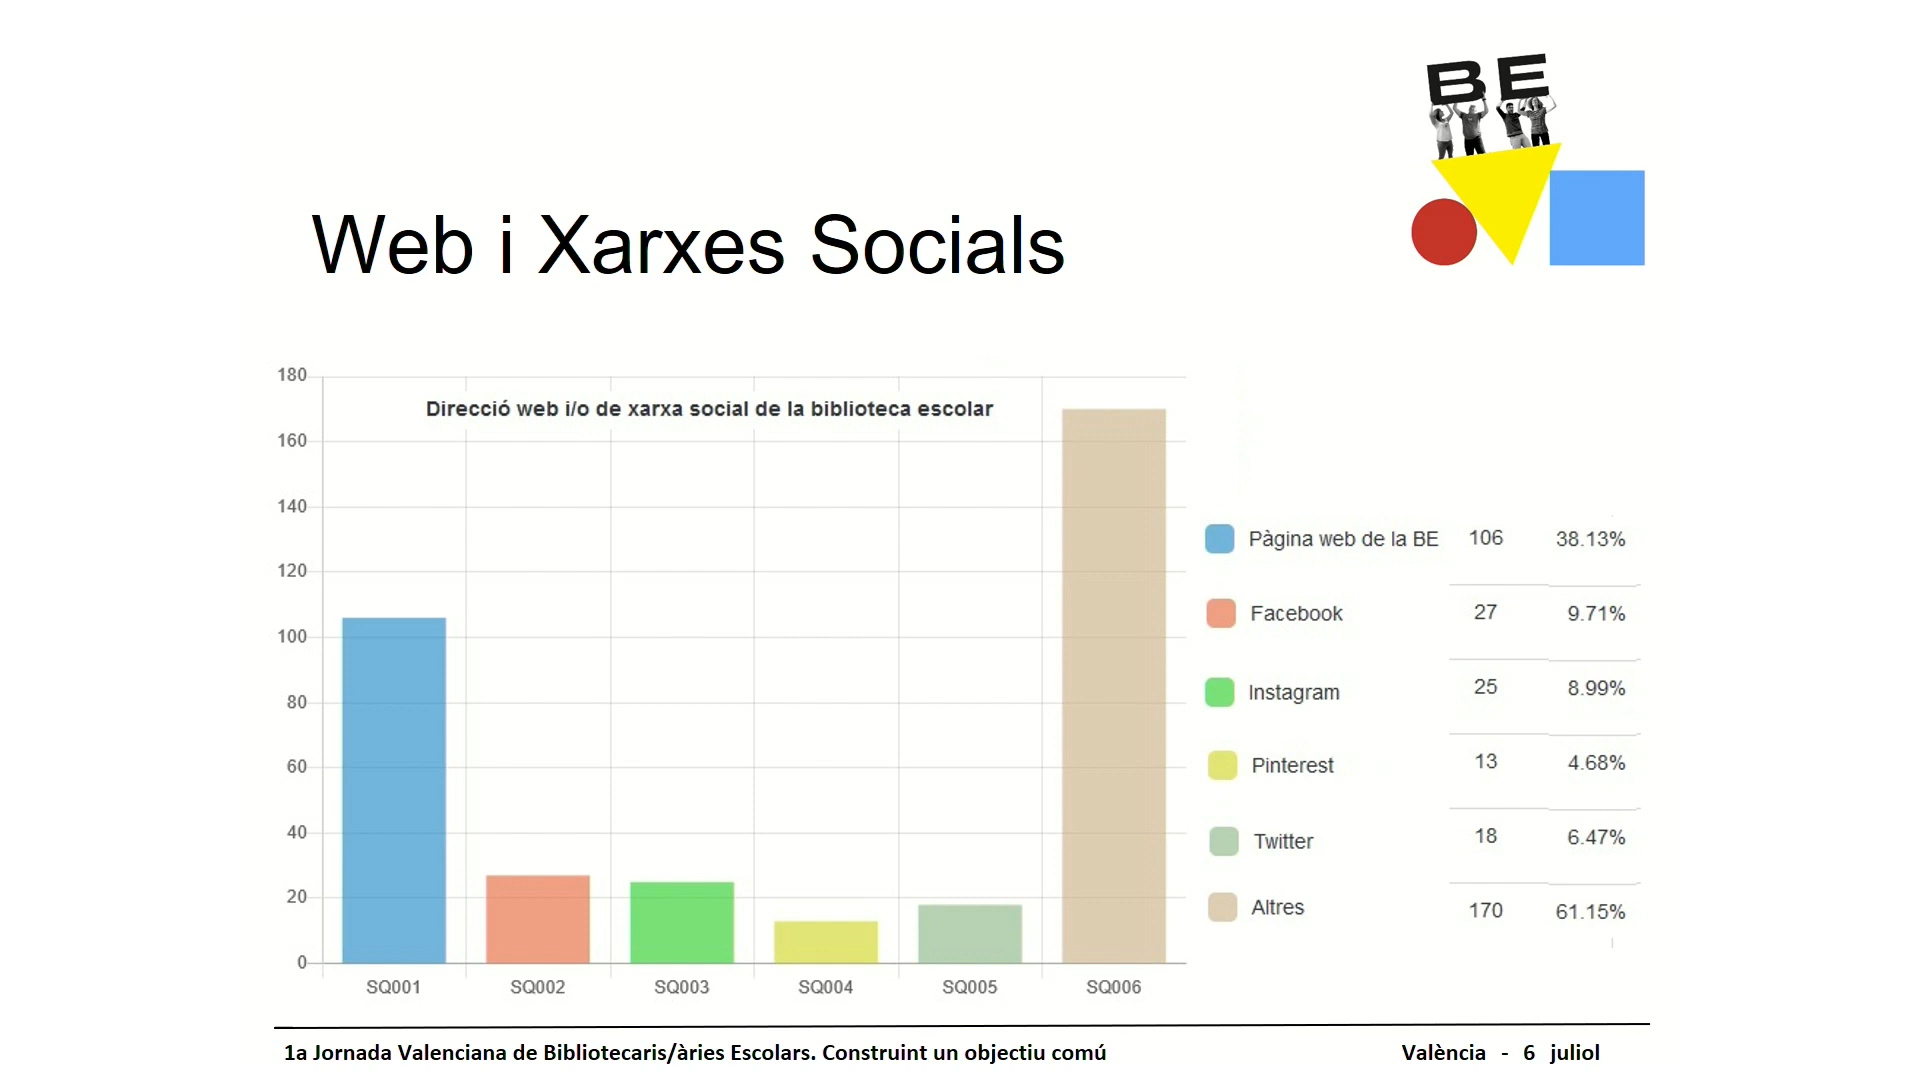 BE
Web i Xarxes Socials
Direcció web i/o de xarxa social de la biblioteca escolar
180
160
140
120
100
80
60
40
20
0
SQ001 SQ002 SQ003 SQ004 SQ005 SQ006
Pàgina web de la BE 106 38.13%
Facebook 27 9.71%
Instagram 25 8.99%
Pinterest 13 4.68%
Twitter 18 6.47%
Altres 170 61.15%
1a Jornada Valenciana de Bibliotecaris/àries Escolars. Construint un objectiu comú
València - 6 juliol